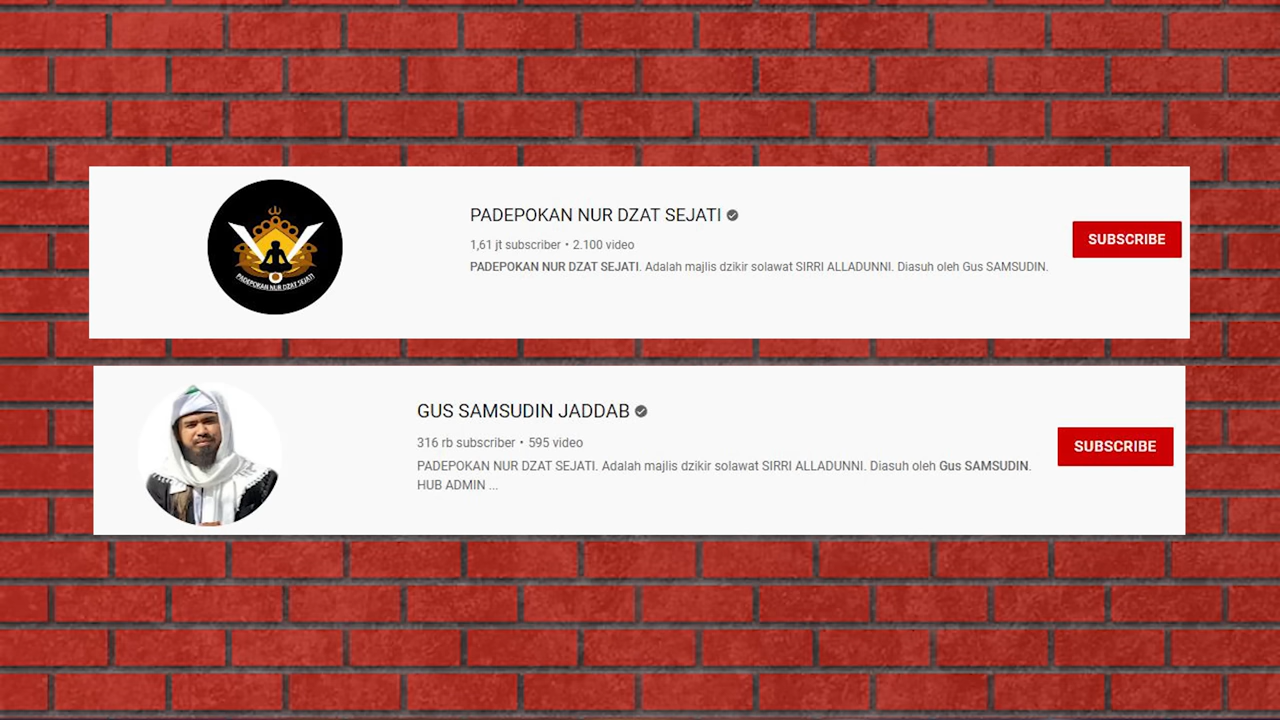 PADEPOKAN NUR DZAT SEJATI
1,61 jt subscriber • 2.100 video
PADEPOKAN NUR DZAT SEJATI. Adalah majlis dzikir solawat SIRRI ALLADUNNI. Diasuh oleh Gus SAMSUDIN.
SUBSCRIBE
PADEPOKAN NUR DZAT SEJATI
GUS SAMSUDIN JADDAB
316 rb subscriber • 595 video
PADEPOKAN NUR DZAT SEJATI. Adalah majlis dzikir solawat SIRRI ALLADUNNI. Diasuh oleh Gus SAMSUDIN.
HUB ADMIN ...
SUBSCRIBE